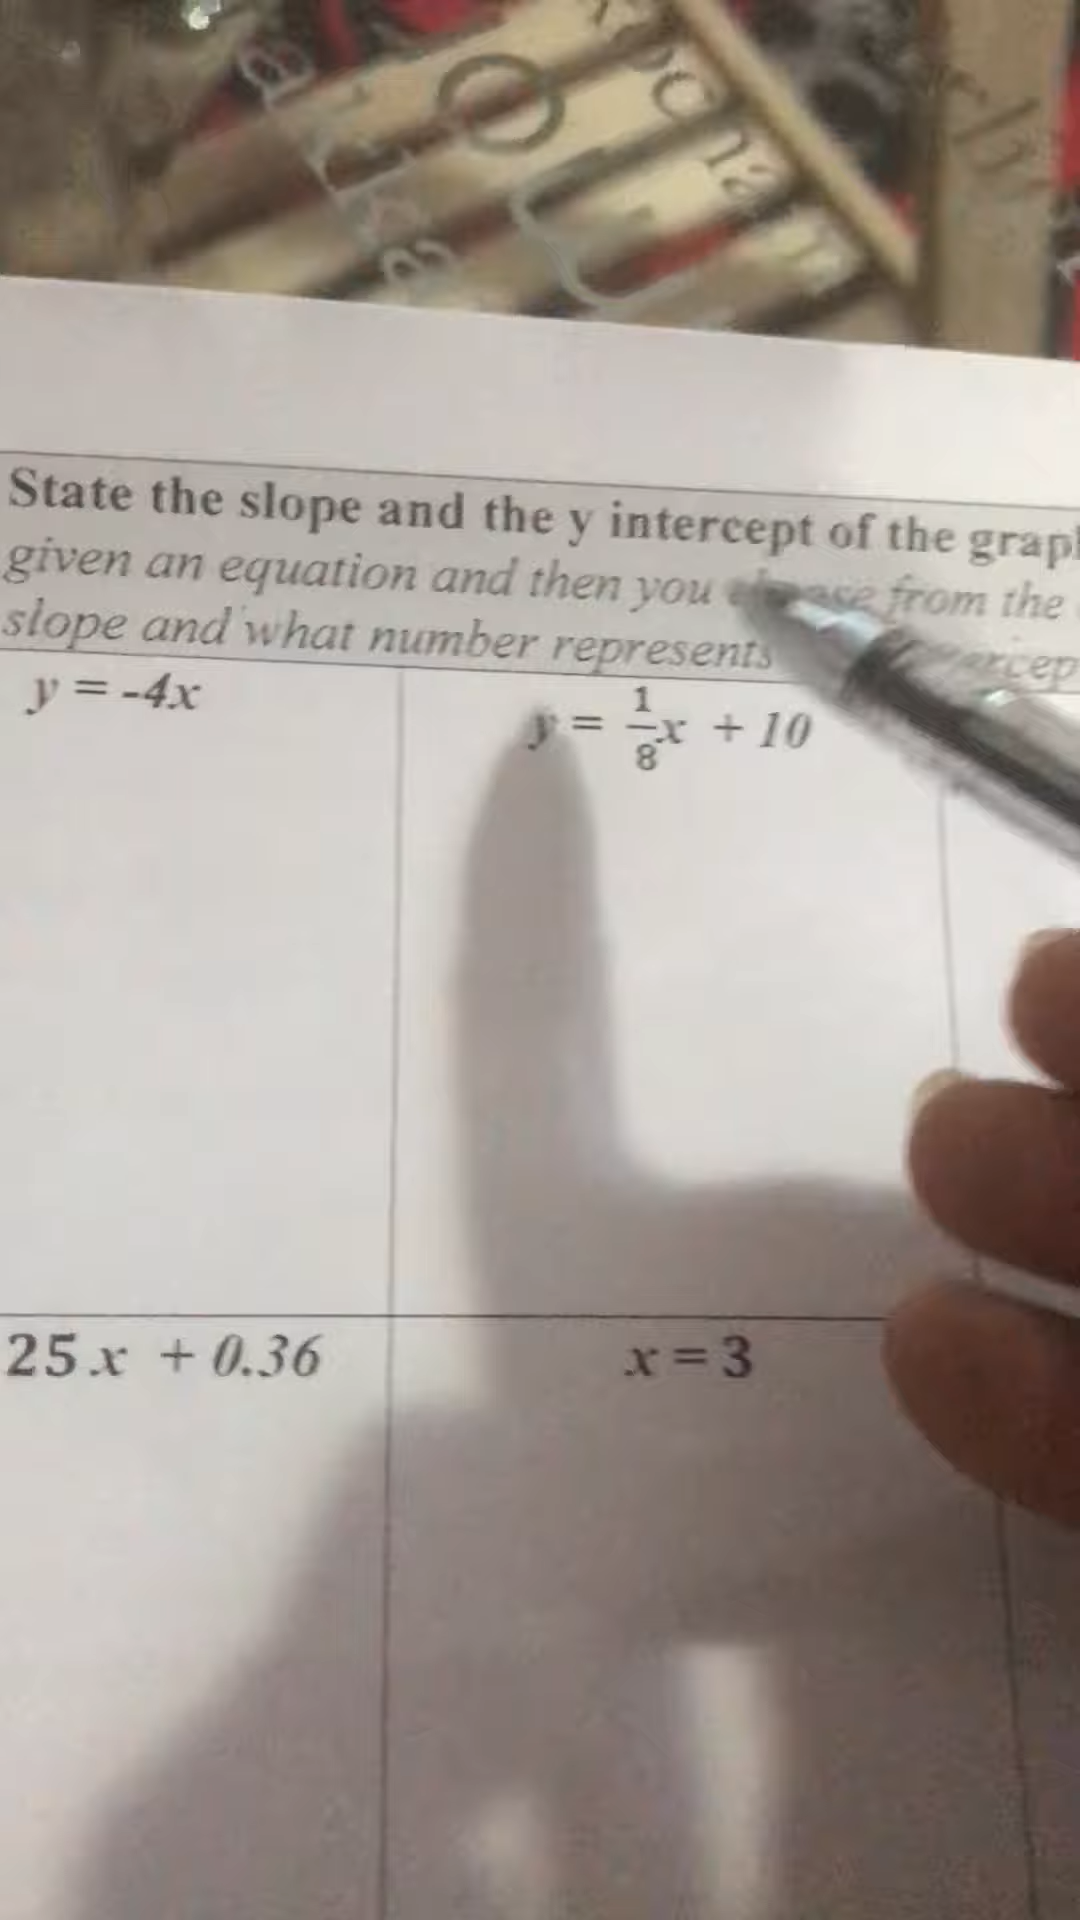 State the slope and the y intercept of the grap
given an equation and then you from the
slope and what number represents
y = -4x
y = 1/8 x + 10
25x + 0.36
x = 3